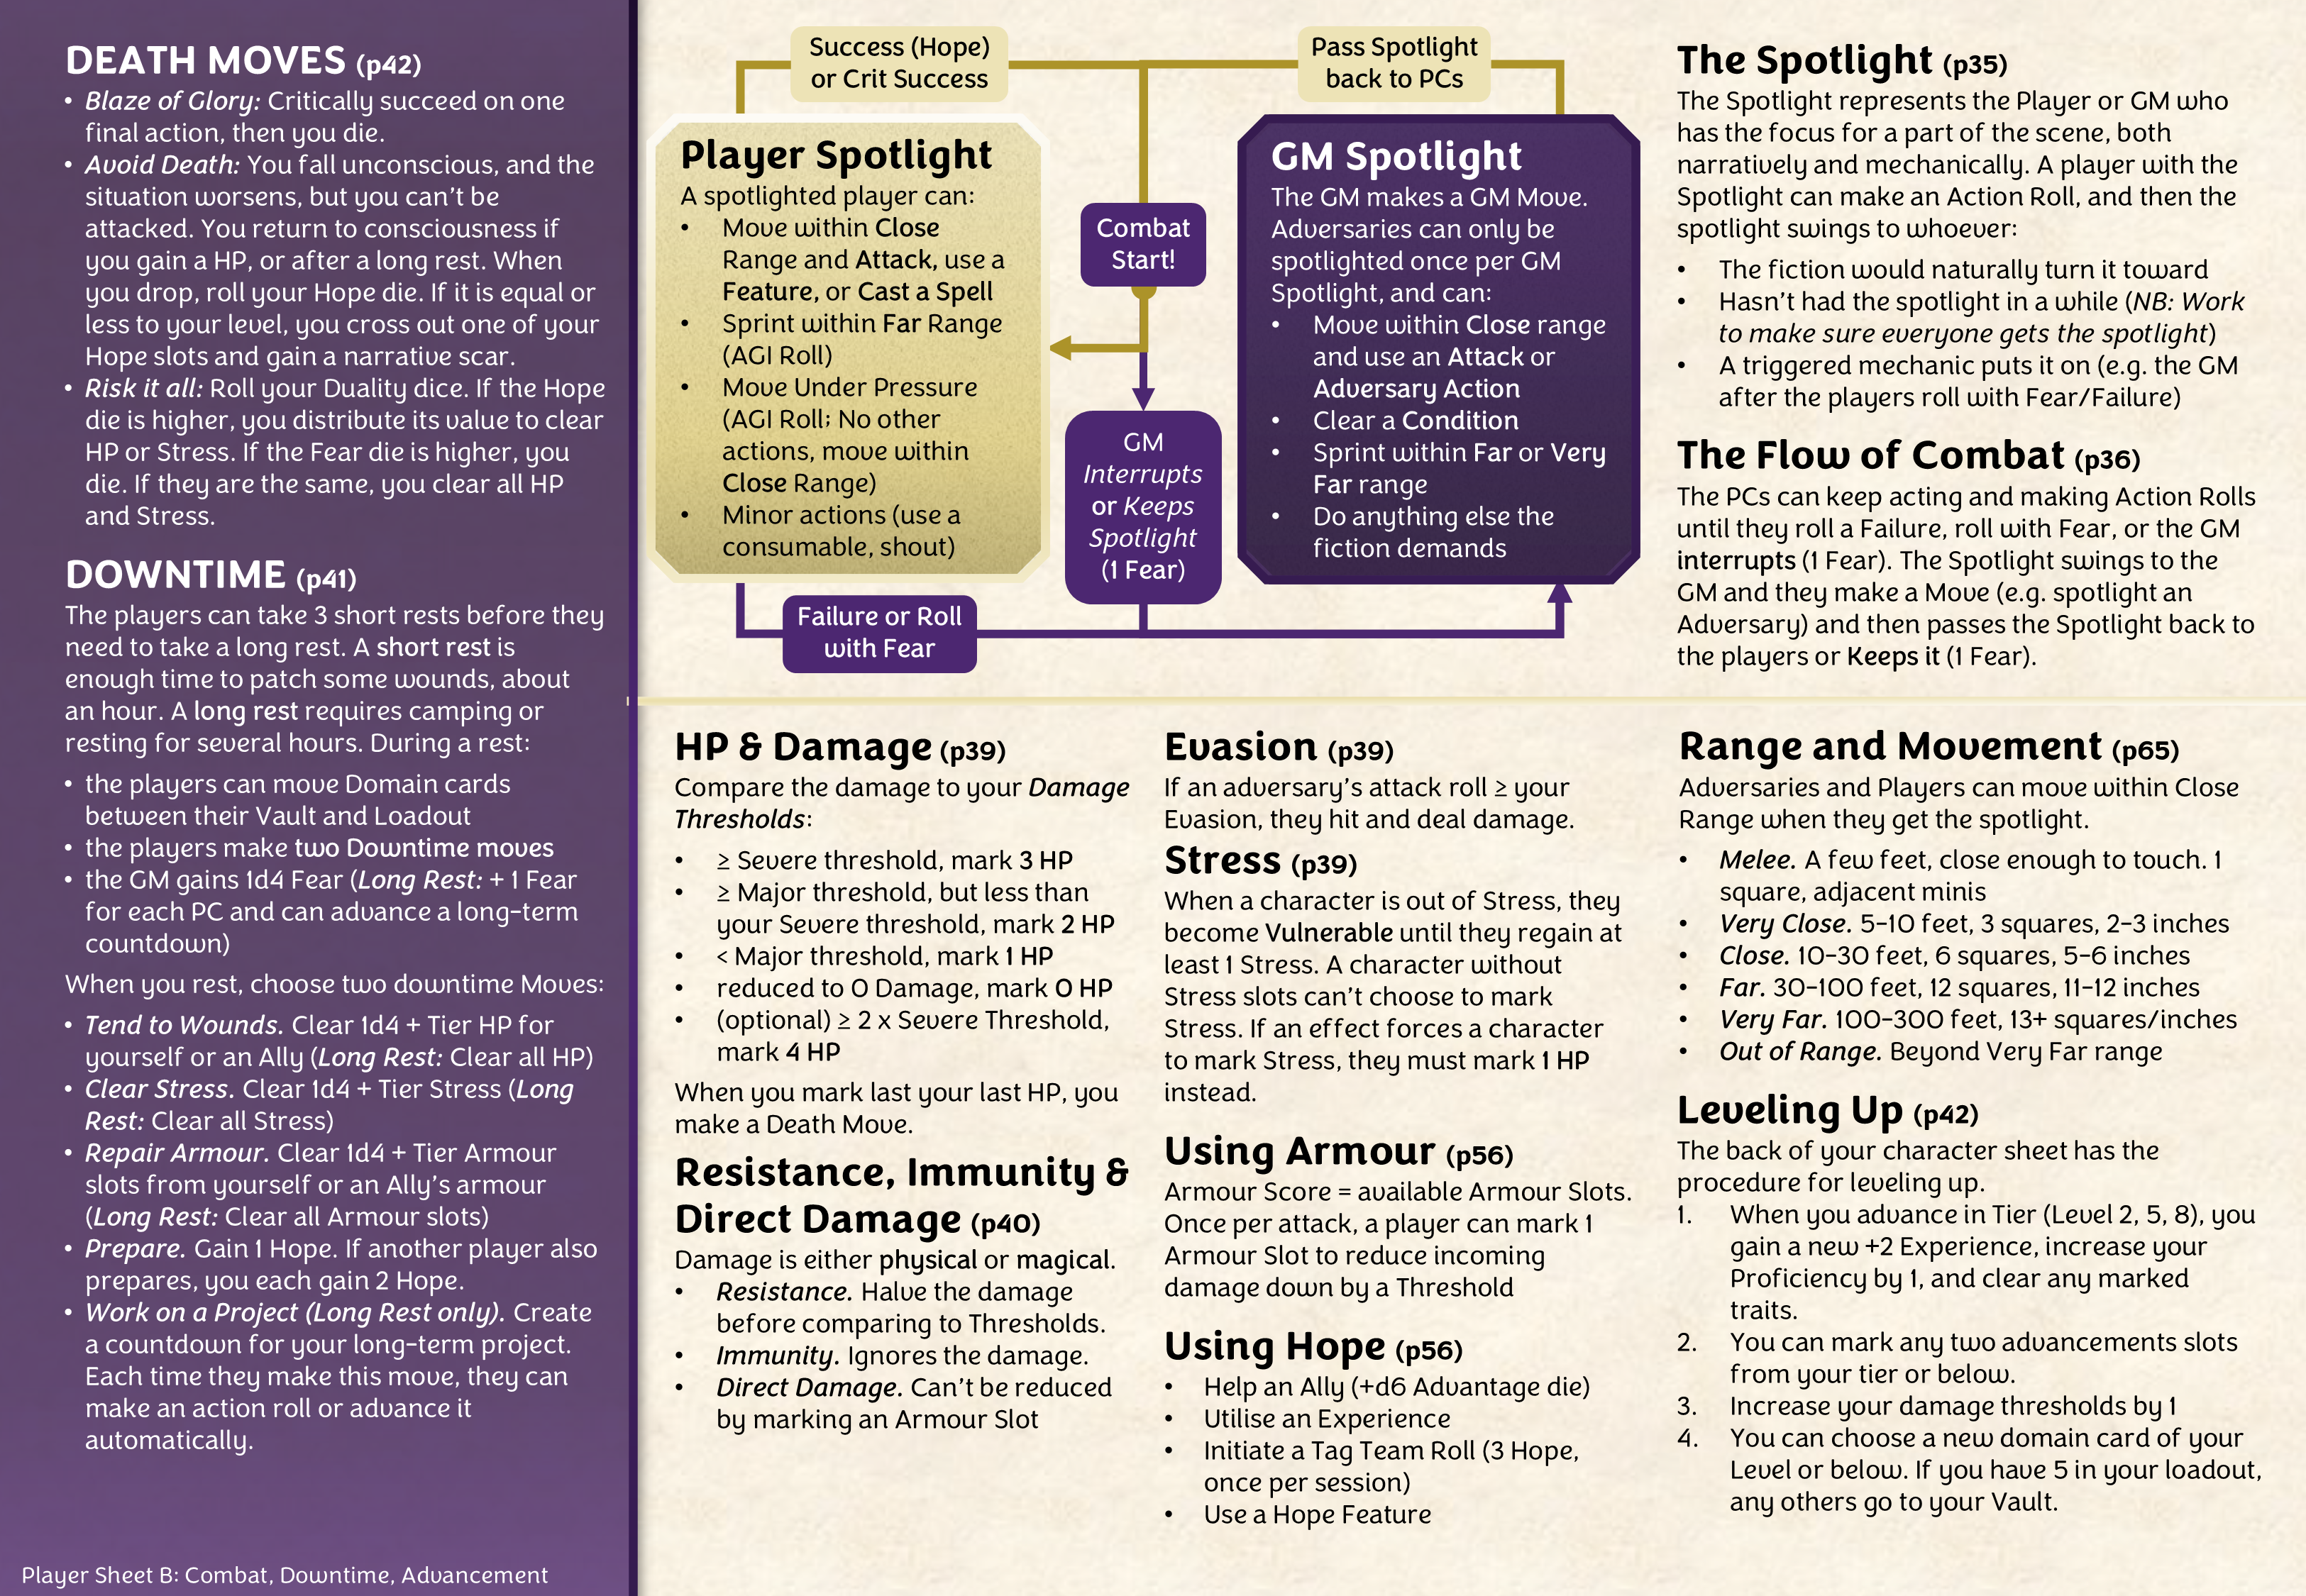 DEATH MOVES (p42)
• Blaze of Glory: Critically succeed on one
final action, then you die.
• Avoid Death: You fall unconscious, and the
situation worsens, but you can't be
attacked. You return to consciousness if
you gain a HP, or after a long rest. When
you drop, roll your Hope die. If it is equal or
less to your level, you cross out one of your
Hope slots and gain a narrative scar.
• Risk it all: Roll your Duality dice. If the Hope
die is higher, you distribute its value to clear
HP or Stress. If the Fear die is higher, you
die. If they are the same, you clear all HP
and Stress.
DOWNTIME (p41)
The players can take 3 short rests before they
need to take a long rest. A short rest is
enough time to patch some wounds, about
an hour. A long rest requires camping or
resting for several hours. During a rest:
• the players can move Domain cards
between their Vault and Loadout
• the players make two Downtime moves
• the GM gains 1d4 Fear (Long Rest: + 1 Fear
for each PC and can advance a long-term
countdown)
When you rest, choose two downtime Moves:
• Tend to Wounds. Clear 1d4 + Tier HP for
yourself or an Ally (Long Rest: Clear all HP)
• Clear Stress. Clear 1d4 + Tier Stress (Long
Rest: Clear all Stress)
• Repair Armour. Clear 1d4 + Tier Armour
slots from yourself or an Ally's armour
(Long Rest: Clear all Armour slots)
• Prepare. Gain 1 Hope. If another player also
prepares, you each gain 2 Hope.
• Work on a Project (Long Rest only). Create
a countdown for your long-term project.
Each time they make this move, they can
make an action roll or advance it
automatically.
Player Sheet B: Combat, Downtime, Advancement
Success (Hope)
or Crit Success
Pass Spotlight
back to PCs
Player Spotlight
A spotlighted player can:
• Move within Close
Range and Attack, use a
Feature, or Cast a Spell
• Sprint within Far Range
(AGI Roll)
• Move Under Pressure
(AGI Roll; No other
actions, move within
Close Range)
• Minor actions (use a
consumable, shout)
Combat
Start!
GM
Interrupts
or Keeps
Spotlight
(1 Fear)
Failure or Roll
with Fear
GM Spotlight
The GM makes a GM Move.
Adversaries can only be
spotlighted once per GM
Spotlight, and can:
• Move within Close range
and use an Attack or
Adversary Action
• Clear a Condition
• Sprint within Far or Very
Far range
• Do anything else the
fiction demands
The Spotlight (p35)
The Spotlight represents the Player or GM who
has the focus for a part of the scene, both
narratively and mechanically. A player with the
Spotlight can make an Action Roll, and then the
spotlight swings to whoever:
• The fiction would naturally turn it toward
• Hasn't had the spotlight in a while (NB: Work
to make sure everyone gets the spotlight)
• A triggered mechanic puts it on (e.g. the GM
after the players roll with Fear/Failure)
The Flow of Combat (p36)
The PCs can keep acting and making Action Rolls
until they roll a Failure, roll with Fear, or the GM
interrupts (1 Fear). The Spotlight swings to the
GM and they make a Move (e.g. spotlight an
Adversary) and then passes the Spotlight back to
the players or Keeps it (1 Fear).
HP & Damage (p39)
Compare the damage to your Damage
Thresholds:
• ≥ Severe threshold, mark 3 HP
• ≥ Major threshold, but less than
your Severe threshold, mark 2 HP
• < Major threshold, mark 1 HP
• reduced to 0 Damage, mark 0 HP
• (optional) ≥ 2 x Severe Threshold,
mark 4 HP
When you mark last your last HP, you
make a Death Move.
Resistance, Immunity &
Direct Damage (p40)
Damage is either physical or magical.
• Resistance. Halve the damage
before comparing to Thresholds.
• Immunity. Ignores the damage.
• Direct Damage. Can't be reduced
by marking an Armour Slot
Evasion (p39)
If an adversary's attack roll ≥ your
Evasion, they hit and deal damage.
Stress (p39)
When a character is out of Stress, they
become Vulnerable until they regain at
least 1 Stress. A character without
Stress slots can't choose to mark
Stress. If an effect forces a character
to mark Stress, they must mark 1 HP
instead.
Using Armour (p56)
Armour Score = available Armour Slots.
Once per attack, a player can mark 1
Armour Slot to reduce incoming
damage down by a Threshold
Using Hope (p56)
• Help an Ally (+d6 Advantage die)
• Utilise an Experience
• Initiate a Tag Team Roll (3 Hope,
once per session)
• Use a Hope Feature
Range and Movement (p65)
Adversaries and Players can move within Close
Range when they get the spotlight.
• Melee. A few feet, close enough to touch. 1
square, adjacent minis
• Very Close. 5-10 feet, 3 squares, 2-3 inches
• Close. 10-30 feet, 6 squares, 5-6 inches
• Far. 30-100 feet, 12 squares, 11-12 inches
• Very Far. 100-300 feet, 13+ squares/inches
• Out of Range. Beyond Very Far range
Leveling Up (p42)
The back of your character sheet has the
procedure for leveling up.
1. When you advance in Tier (Level 2, 5, 8), you
gain a new +2 Experience, increase your
Proficiency by 1, and clear any marked
traits.
2. You can mark any two advancements slots
from your tier or below.
3. Increase your damage thresholds by 1
4. You can choose a new domain card of your
Level or below. If you have 5 in your loadout,
any others go to your Vault.